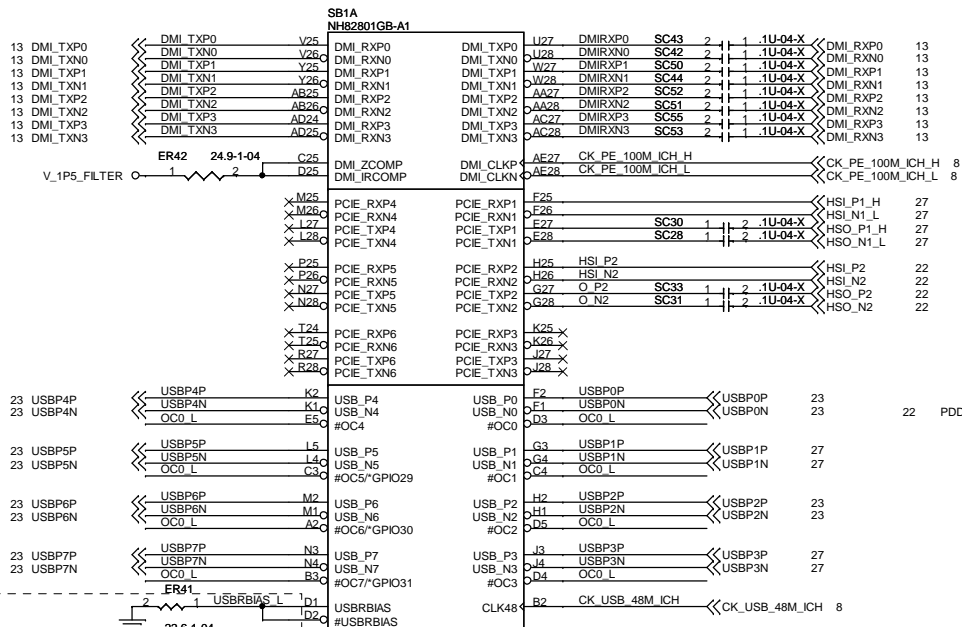 SB1A
NH82801GB-A1
13 DMI_TXP0 DMI_TXP0 V25 DMI_RXP0 DMI_TXP0 U27 DMIRXP0 SC43 2 1 .1U-04-X DMI_RXP0 13
13 DMI_TXN0 DMI_TXN0 V26 DMI_RXN0 DMI_TXN0 U28 DMIRXN0 SC42 2 1 .1U-04-X DMI_RXN0 13
13 DMI_TXP1 DMI_TXP1 Y25 DMI_RXP1 DMI_TXP1 W27 DMIRXP1 SC50 2 1 .1U-04-X DMI_RXP1 13
13 DMI_TXN1 DMI_TXN1 Y26 DMI_RXN1 DMI_TXN1 W28 DMIRXN1 SC44 2 1 .1U-04-X DMI_RXN1 13
13 DMI_TXP2 DMI_TXP2 AB25 DMI_RXP2 DMI_TXP2 AA27 DMIRXP2 SC52 2 1 .1U-04-X DMI_RXP2 13
13 DMI_TXN2 DMI_TXN2 AB26 DMI_RXN2 DMI_TXN2 AA28 DMIRXN2 SC51 2 1 .1U-04-X DMI_RXN2 13
13 DMI_TXP3 DMI_TXP3 AD24 DMI_RXP3 DMI_TXP3 AC27 DMIRXP3 SC55 2 1 .1U-04-X DMI_RXP3 13
13 DMI_TXN3 DMI_TXN3 AD25 DMI_RXN3 DMI_TXN3 AC28 DMIRXN3 SC53 2 1 .1U-04-X DMI_RXN3 13
ER42 24.9-1-04 C25 DMI_ZCOMP DMI_CLKP AE27 CK_PE_100M_ICH_H CK_PE_100M_ICH_H 8
V_1P5_FILTER 1 2 D25 DMI_IRCOMP DMI_CLKN AE28 CK_PE_100M_ICH_L CK_PE_100M_ICH_L 8
M25 PCIE_RXP4 PCIE_RXP1 F25 HSI_P1_H 27
M26 PCIE_RXN4 PCIE_RXN1 F26 HSI_N1_L 27
L27 PCIE_TXP4 PCIE_TXP1 E27 SC30 1 2 .1U-04-X HSO_P1_H 27
L28 PCIE_TXN4 PCIE_TXN1 E28 SC28 1 2 .1U-04-X HSO_N1_L 27
P25 PCIE_RXP5 PCIE_RXP2 H25 HSI_P2 HSI_P2 22
P26 PCIE_RXN5 PCIE_RXN2 H26 HSI_N2 HSI_N2 22
N27 PCIE_TXP5 PCIE_TXP2 G27 O_P2 SC33 1 2 .1U-04-X HSO_P2 22
N28 PCIE_TXN5 PCIE_TXN2 G28 O_N2 SC31 1 2 .1U-04-X HSO_N2 22
T24 PCIE_RXP6 PCIE_RXP3 K25
T25 PCIE_RXN6 PCIE_RXN3 K26
R27 PCIE_TXP6 PCIE_TXP3 J27
R28 PCIE_TXN6 PCIE_TXN3 J28
23 USBP4P USBP4P K2 USB_P4 USB_P0 F2 USBP0P USBP0P 23
23 USBP4N USBP4N K1 USB_N4 USB_N0 F1 USBP0N USBP0N 23 22 PDD
OC0_L E5 #OC4 #OC0 D3 OC0_L
23 USBP5P USBP5P L5 USB_P5 USB_P1 G3 USBP1P USBP1P 27
23 USBP5N USBP5N L4 USB_N5 USB_N1 G4 USBP1N USBP1N 27
OC0_L C3 #OC5/*GPIO29 #OC1 C4 OC0_L
23 USBP6P USBP6P M2 USB_P6 USB_P2 H2 USBP2P USBP2P 23
23 USBP6N USBP6N M1 USB_N6 USB_N2 H1 USBP2N USBP2N 23
OC0_L A2 #OC6/*GPIO30 #OC2 D5 OC0_L
23 USBP7P USBP7P N3 USB_P7 USB_P3 J3 USBP3P USBP3P 27
23 USBP7N USBP7N N4 USB_N7 USB_N3 J4 USBP3N USBP3N 27
OC0_L B3 #OC7/*GPIO31 #OC3 D4 OC0_L
ER41
2 1 USBRBIAS_L D1 USBRBIAS CLK48 B2 CK_USB_48M_ICH CK_USB_48M_ICH 8
D2 #USBRBIAS